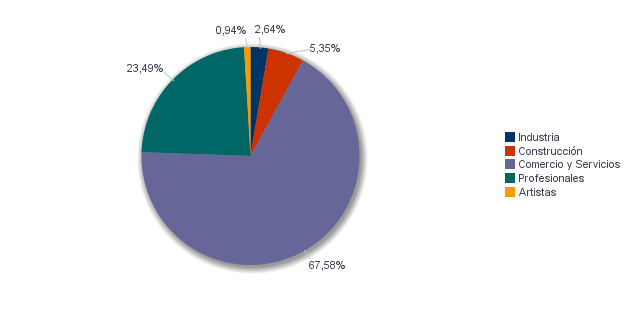 0,94%
2,64%
5,35%
23,49%
67,58%
Industria
Construcción
Comercio y Servicios
Profesionales
Artistas